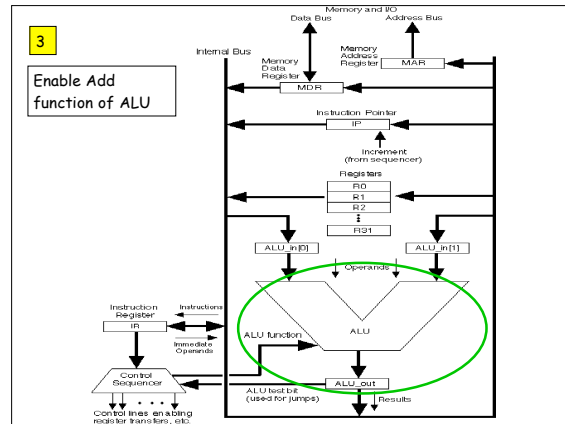 3
Enable Add
function of ALU
Memory and I/O
Data Bus
Address Bus
Internal Bus
Memory
Data
Register
MDR
Memory
Address
Register
MAR
Instruction Pointer
IP
Increment
(from sequencer)
Registers
R0
R1
R2
R31
ALU_in[0]
ALU_in[1]
Operands
ALU
Instruction
Register
IR
Instructions
Immediate
Operands
ALU function
Control
Sequencer
ALU test bit
(used for jumps)
ALU_out
Results
Control lines enabling
register transfers, etc.